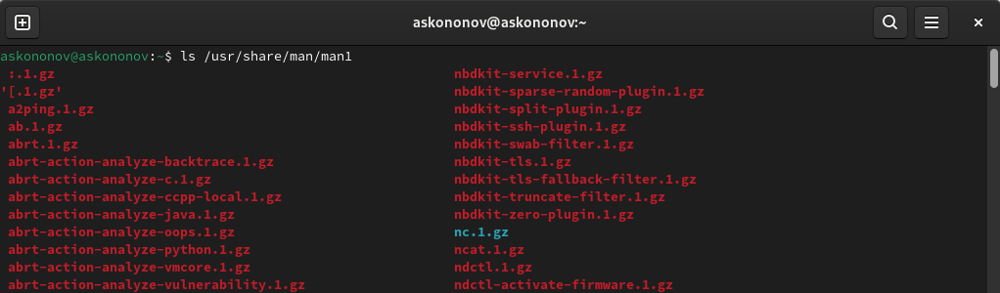 askononov@askononov:~
askononov@askononov:~$ ls /usr/share/man/man1
:.1.gz nbdkit-service.1.gz
'[.1.gz' nbdkit-sparse-random-plugin.1.gz
a2ping.1.gz nbdkit-split-plugin.1.gz
ab.1.gz nbdkit-ssh-plugin.1.gz
abrt.1.gz nbdkit-swab-filter.1.gz
abrt-action-analyze-backtrace.1.gz nbdkit-tls.1.gz
abrt-action-analyze-c.1.gz nbdkit-tls-fallback-filter.1.gz
abrt-action-analyze-ccpp-local.1.gz nbdkit-truncate-filter.1.gz
abrt-action-analyze-java.1.gz nbdkit-zero-plugin.1.gz
abrt-action-analyze-oops.1.gz nc.1.gz
abrt-action-analyze-python.1.gz ncat.1.gz
abrt-action-analyze-vmcore.1.gz ndctl.1.gz
abrt-action-analyze-vulnerability.1.gz ndctl-activate-firmware.1.gz